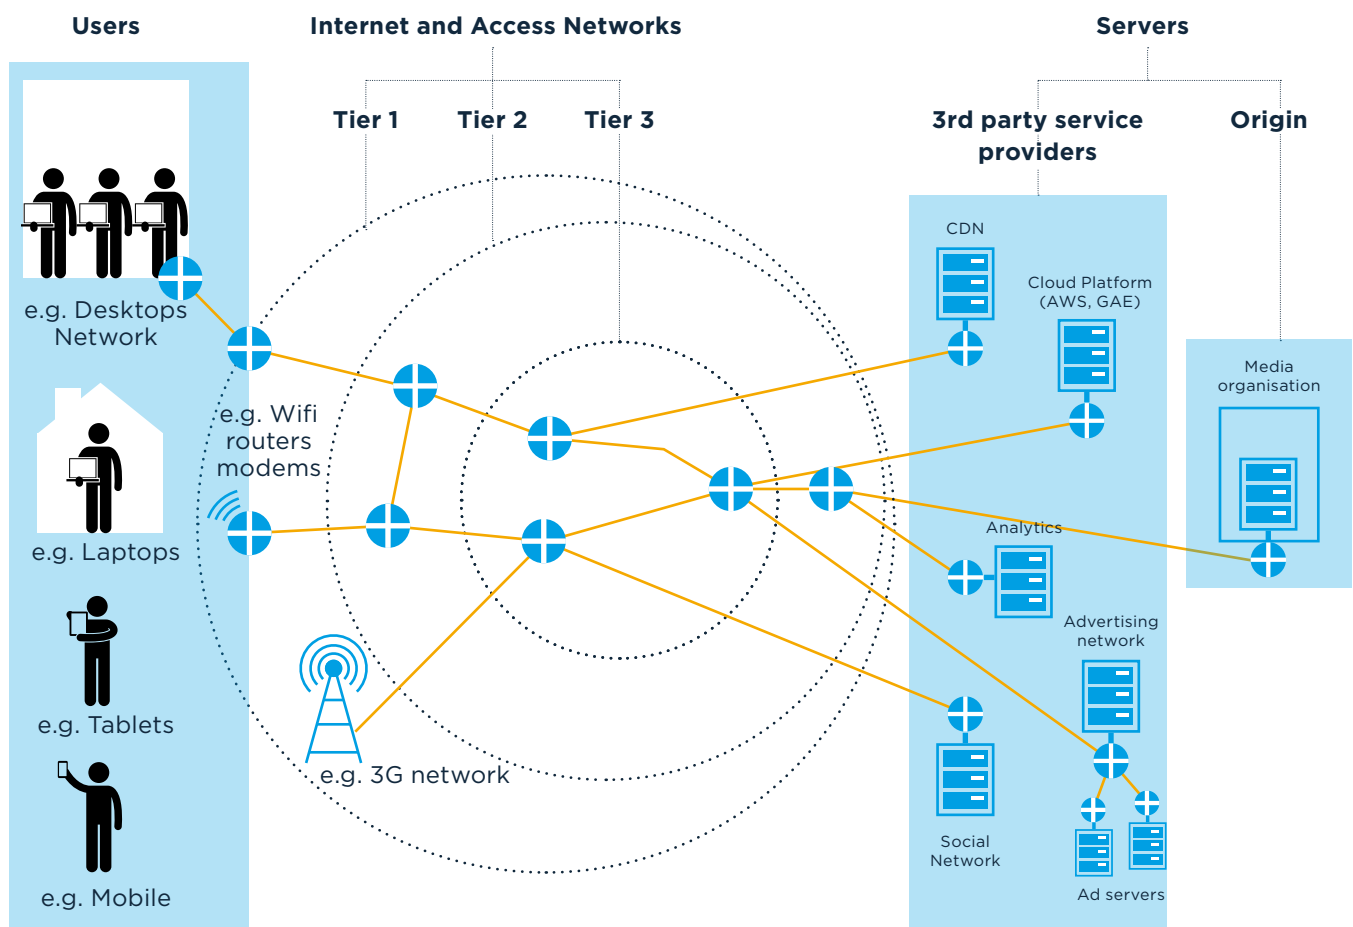 Users
Internet and Access Networks
Servers
Tier 1
Tier 2
Tier 3
3rd party service
providers
Origin
e.g. Desktops
Network
e.g. Wifi
routers
modems
e.g. Laptops
e.g. Tablets
e.g. Mobile
e.g. 3G network
CDN
Cloud Platform
(AWS, GAE)
Analytics
Advertising
network
Social
Network
Ad servers
Media
organisation